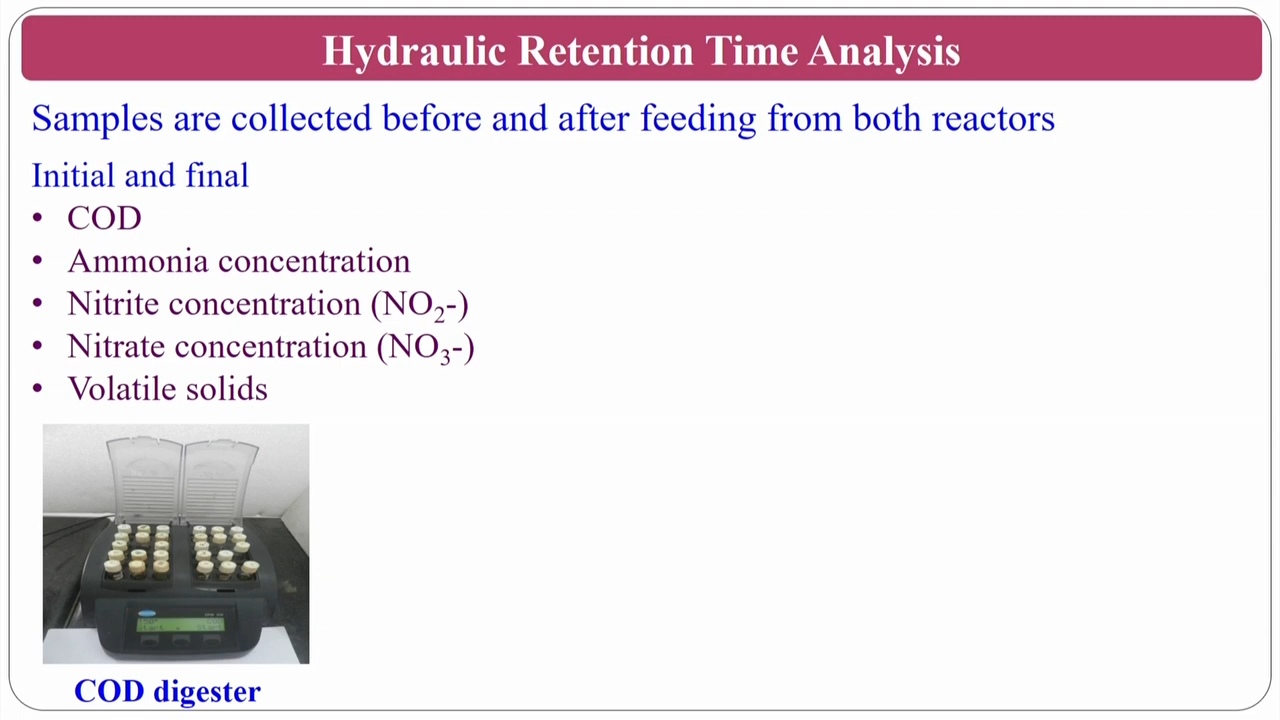 Hydraulic Retention Time Analysis
Samples are collected before and after feeding from both reactors
Initial and final
• COD
• Ammonia concentration
• Nitrite concentration (NO₂-)
• Nitrate concentration (NO₃-)
• Volatile solids
COD digester